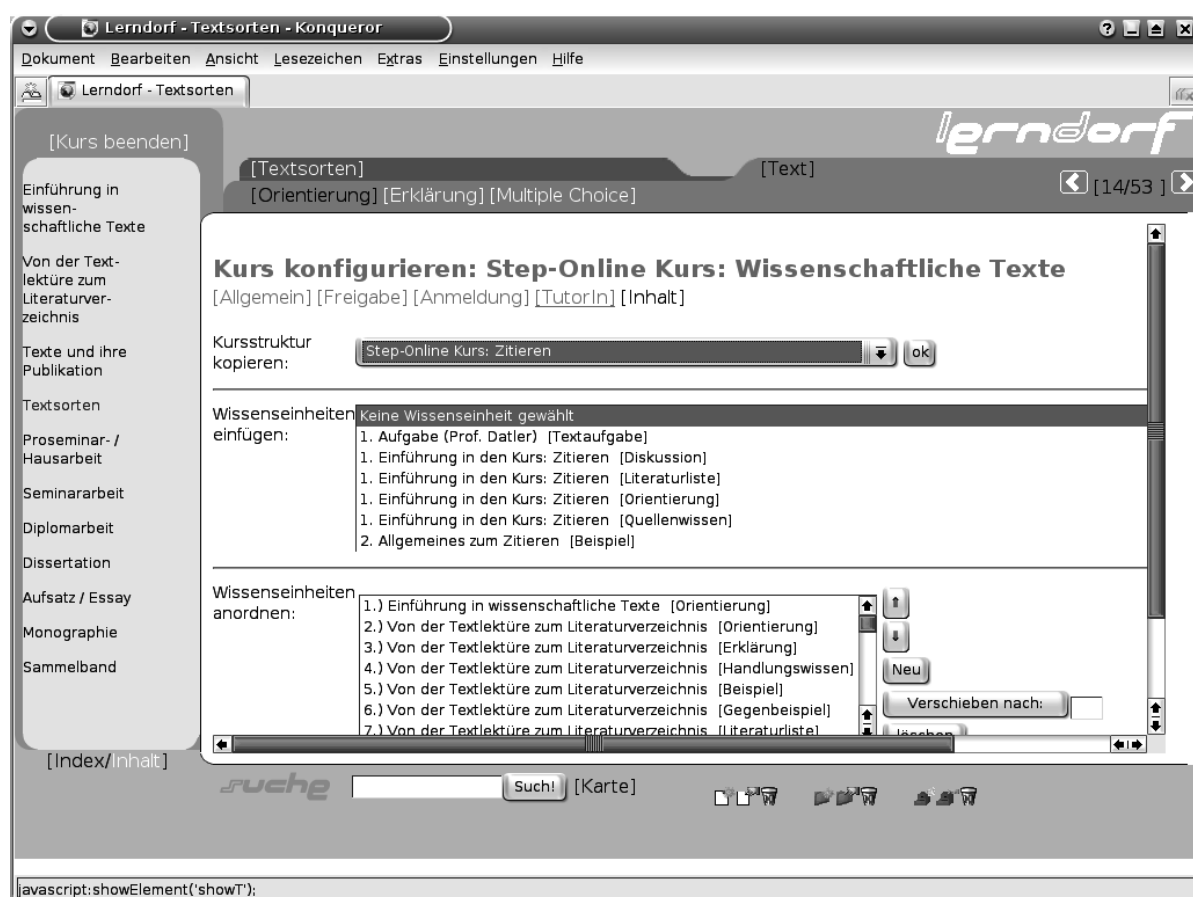 Lerndorf - Textsorten - Konqueror
Dokument Bearbeiten Ansicht Lesezeichen Extras Einstellungen Hilfe
Lerndorf - Textsorten
[Kurs beenden]
lerndorf
[Textsorten] [Text]
[Orientierung] [Erklärung] [Multiple Choice]
[14/53 ]
Einführung in
wissen-
schaftliche Texte
Von der Text-
lektüre zum
Literaturver-
zeichnis
Texte und ihre
Publikation
Textsorten
Proseminar- /
Hausarbeit
Seminararbeit
Diplomarbeit
Dissertation
Aufsatz / Essay
Monographie
Sammelband
[Index/Inhalt]
Kurs konfigurieren: Step-Online Kurs: Wissenschaftliche Texte
[Allgemein] [Freigabe] [Anmeldung] [TutorIn] [Inhalt]
Kursstruktur
kopieren:
Step-Online Kurs: Zitieren
ok
Wissenseinheiten
einfügen:
Keine Wissenseinheit gewählt
1. Aufgabe (Prof. Datler) [Textaufgabe]
1. Einführung in den Kurs: Zitieren [Diskussion]
1. Einführung in den Kurs: Zitieren [Literaturliste]
1. Einführung in den Kurs: Zitieren [Orientierung]
1. Einführung in den Kurs: Zitieren [Quellenwissen]
2. Allgemeines zum Zitieren [Beispiel]
Wissenseinheiten
anordnen:
1.) Einführung in wissenschaftliche Texte [Orientierung]
2.) Von der Textlektüre zum Literaturverzeichnis [Orientierung]
3.) Von der Textlektüre zum Literaturverzeichnis [Erklärung]
4.) Von der Textlektüre zum Literaturverzeichnis [Handlungswissen]
5.) Von der Textlektüre zum Literaturverzeichnis [Beispiel]
6.) Von der Textlektüre zum Literaturverzeichnis [Gegenbeispiel]
7.) Von der Textlektüre zum Literaturverzeichnis [Literaturliste]
Neu
Verschieben nach:
löschen
suche
Such!
[Karte]
javascript:showElement('showT');